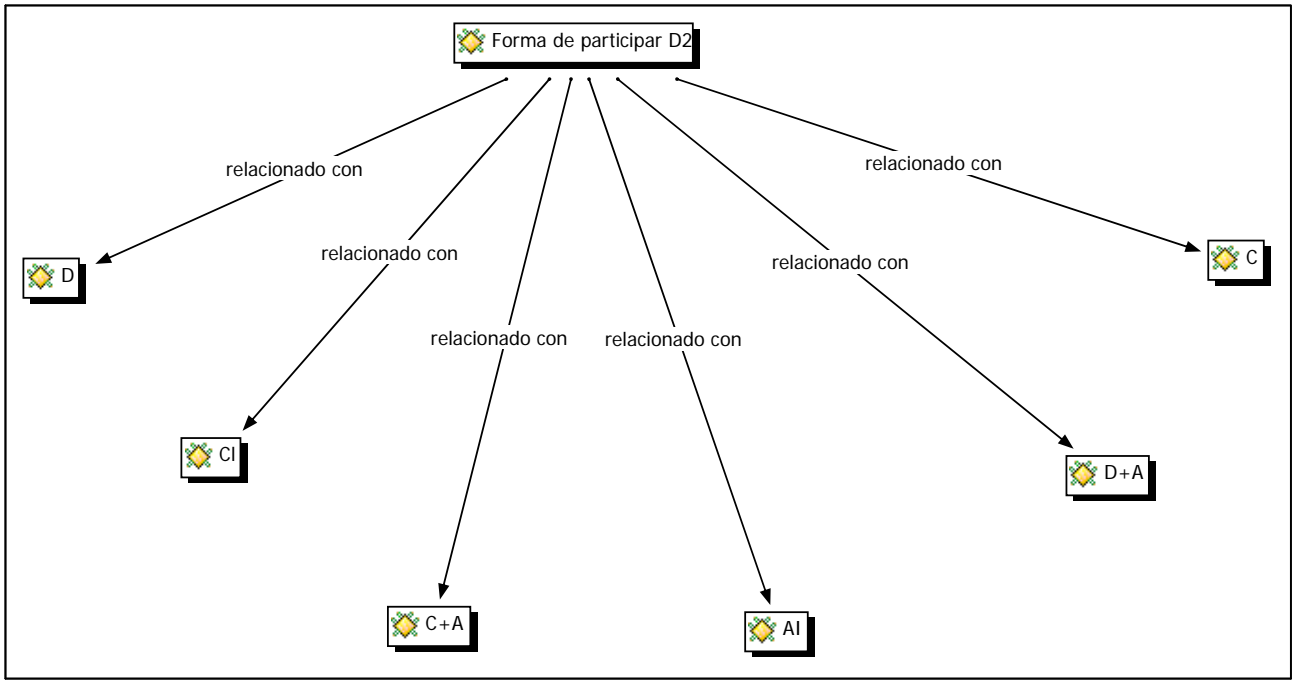 Forma de participar D2
relacionado con
relacionado con
relacionado con
relacionado con
relacionado con
relacionado con
D
C
CI
D+A
C+A
AI